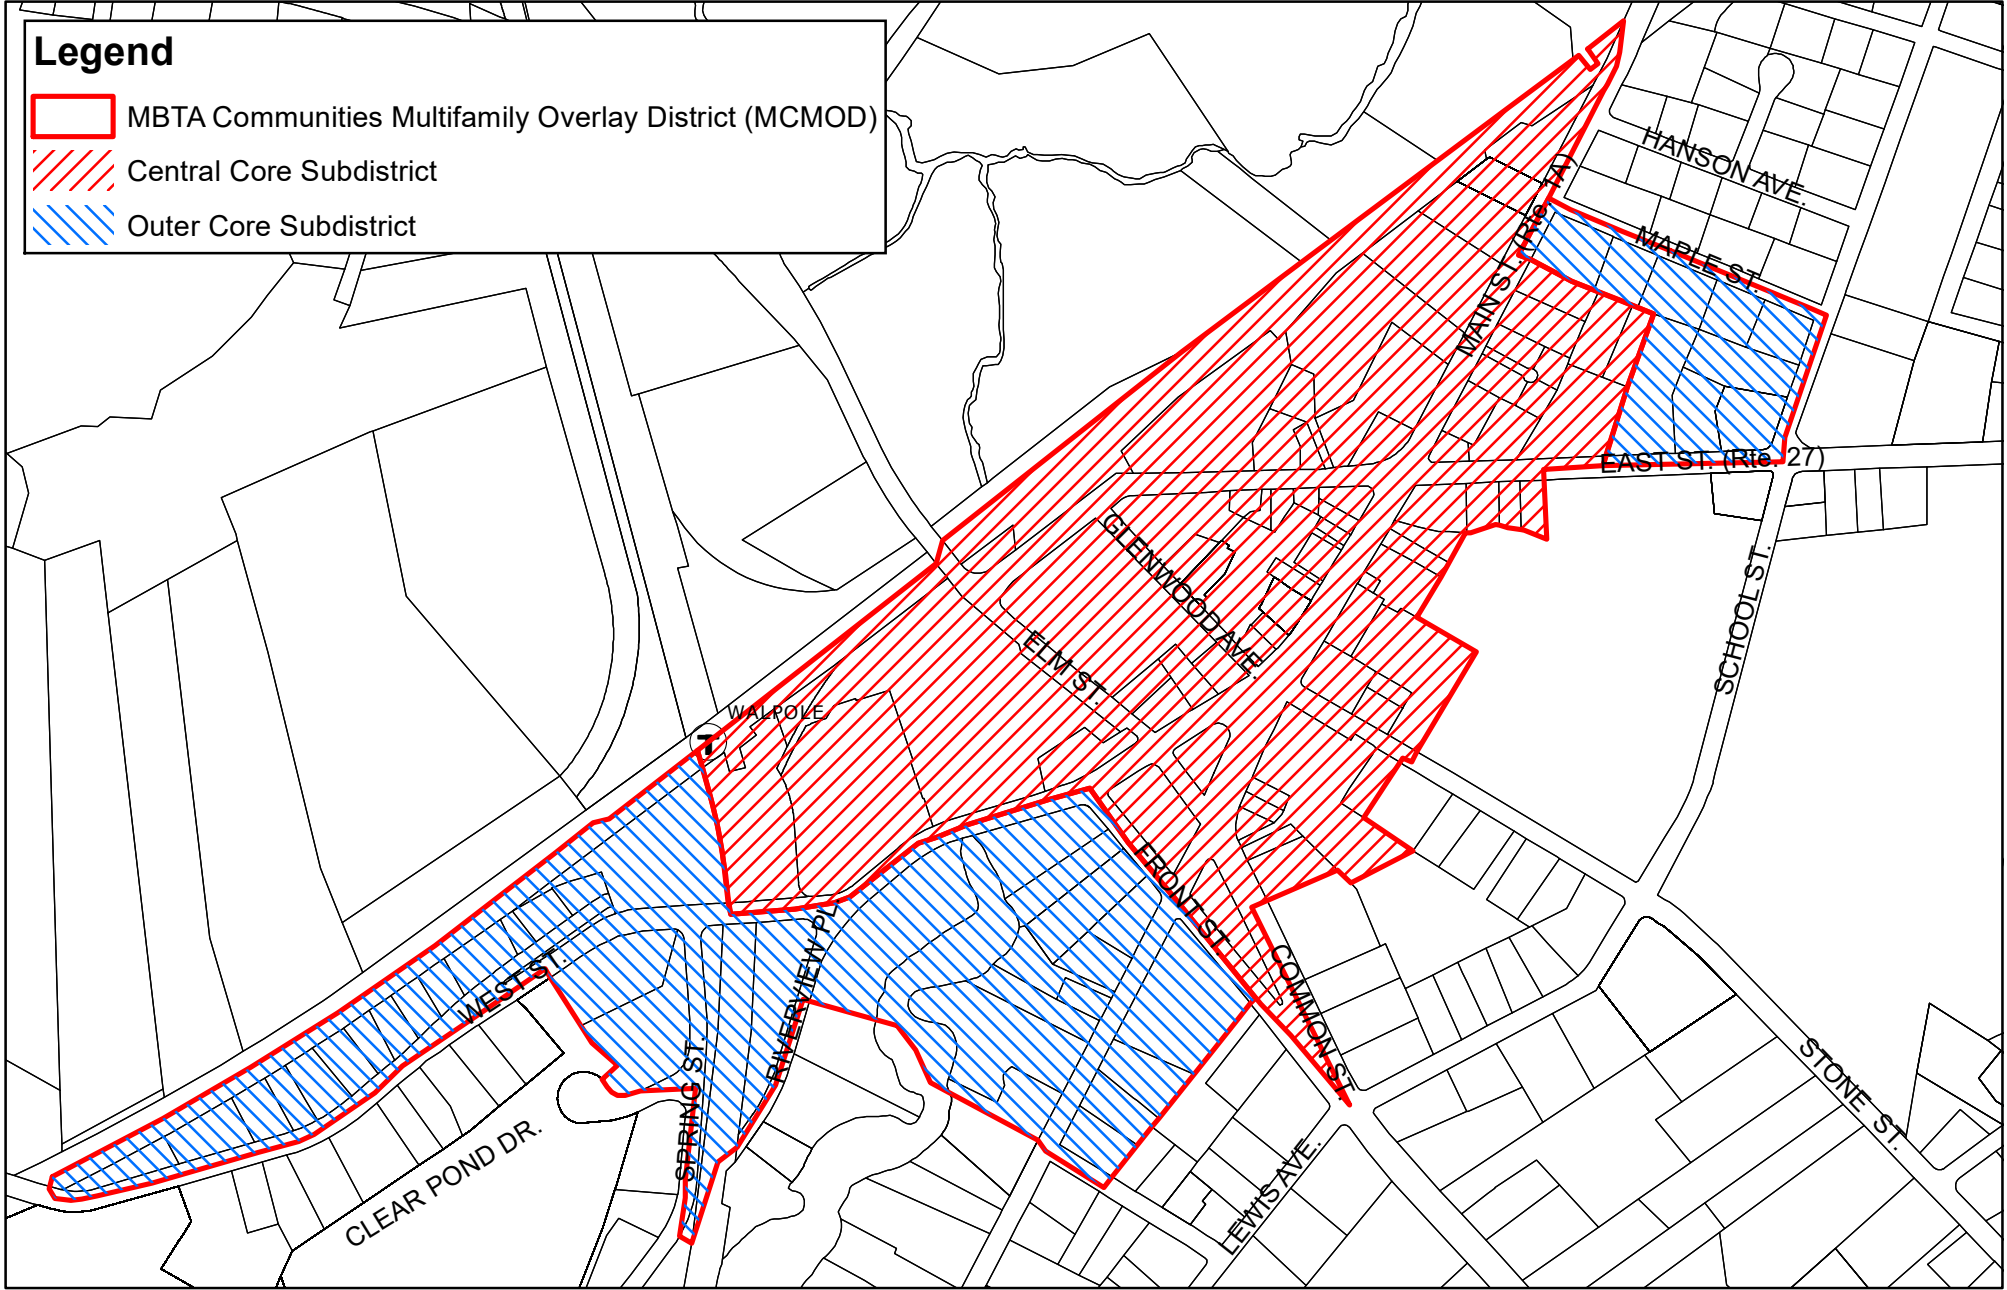 Legend
MBTA Communities Multifamily Overlay District (MCMOD)
Central Core Subdistrict
Outer Core Subdistrict
HANSON AVE.
MAIN ST. (Rte 1A)
MAPLE ST.
EAST ST. (Rte. 27)
GLENWOOD AVE.
SCHOOL ST.
ELM ST.
WALPOLE
FRONT ST.
WEST ST.
RIVERVIEW PL.
COMMON ST.
SPRING ST.
STONE ST.
CLEAR POND DR.
LEWIS AVE.